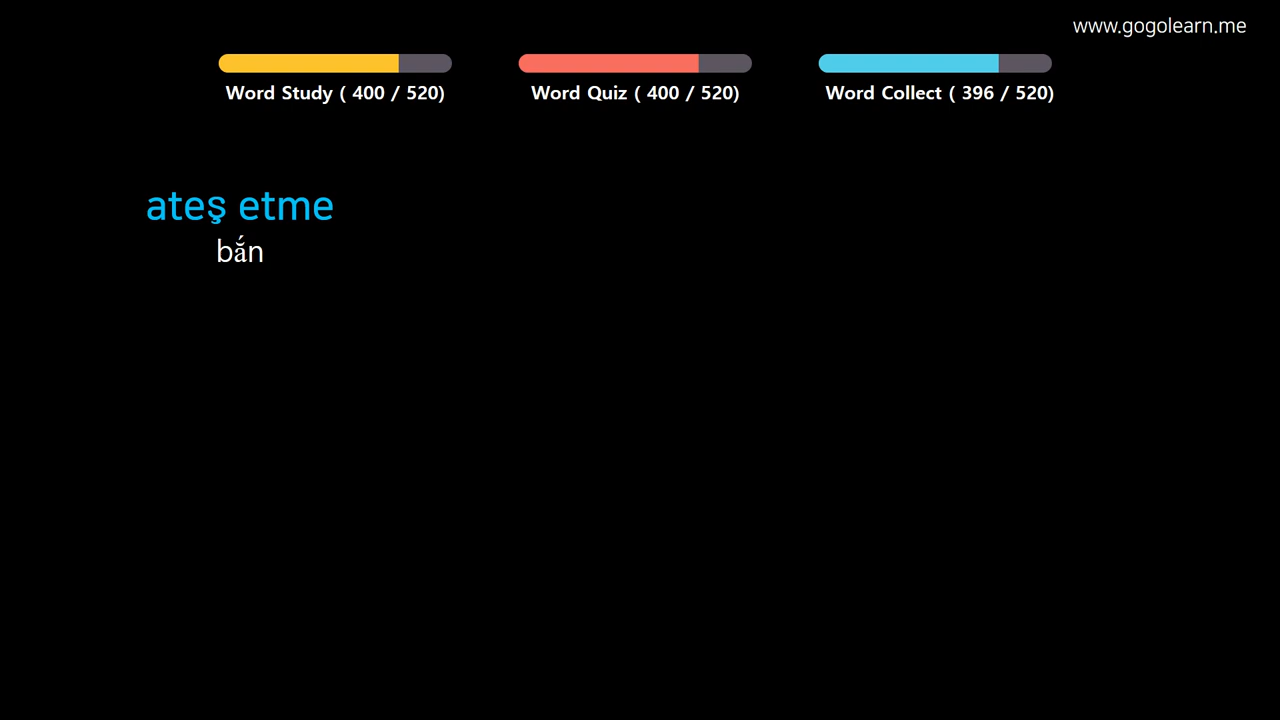 www.gogolearn.me
Word Study ( 400 / 520)
Word Quiz ( 400 / 520)
Word Collect ( 396 / 520)
ateş etme
bắn